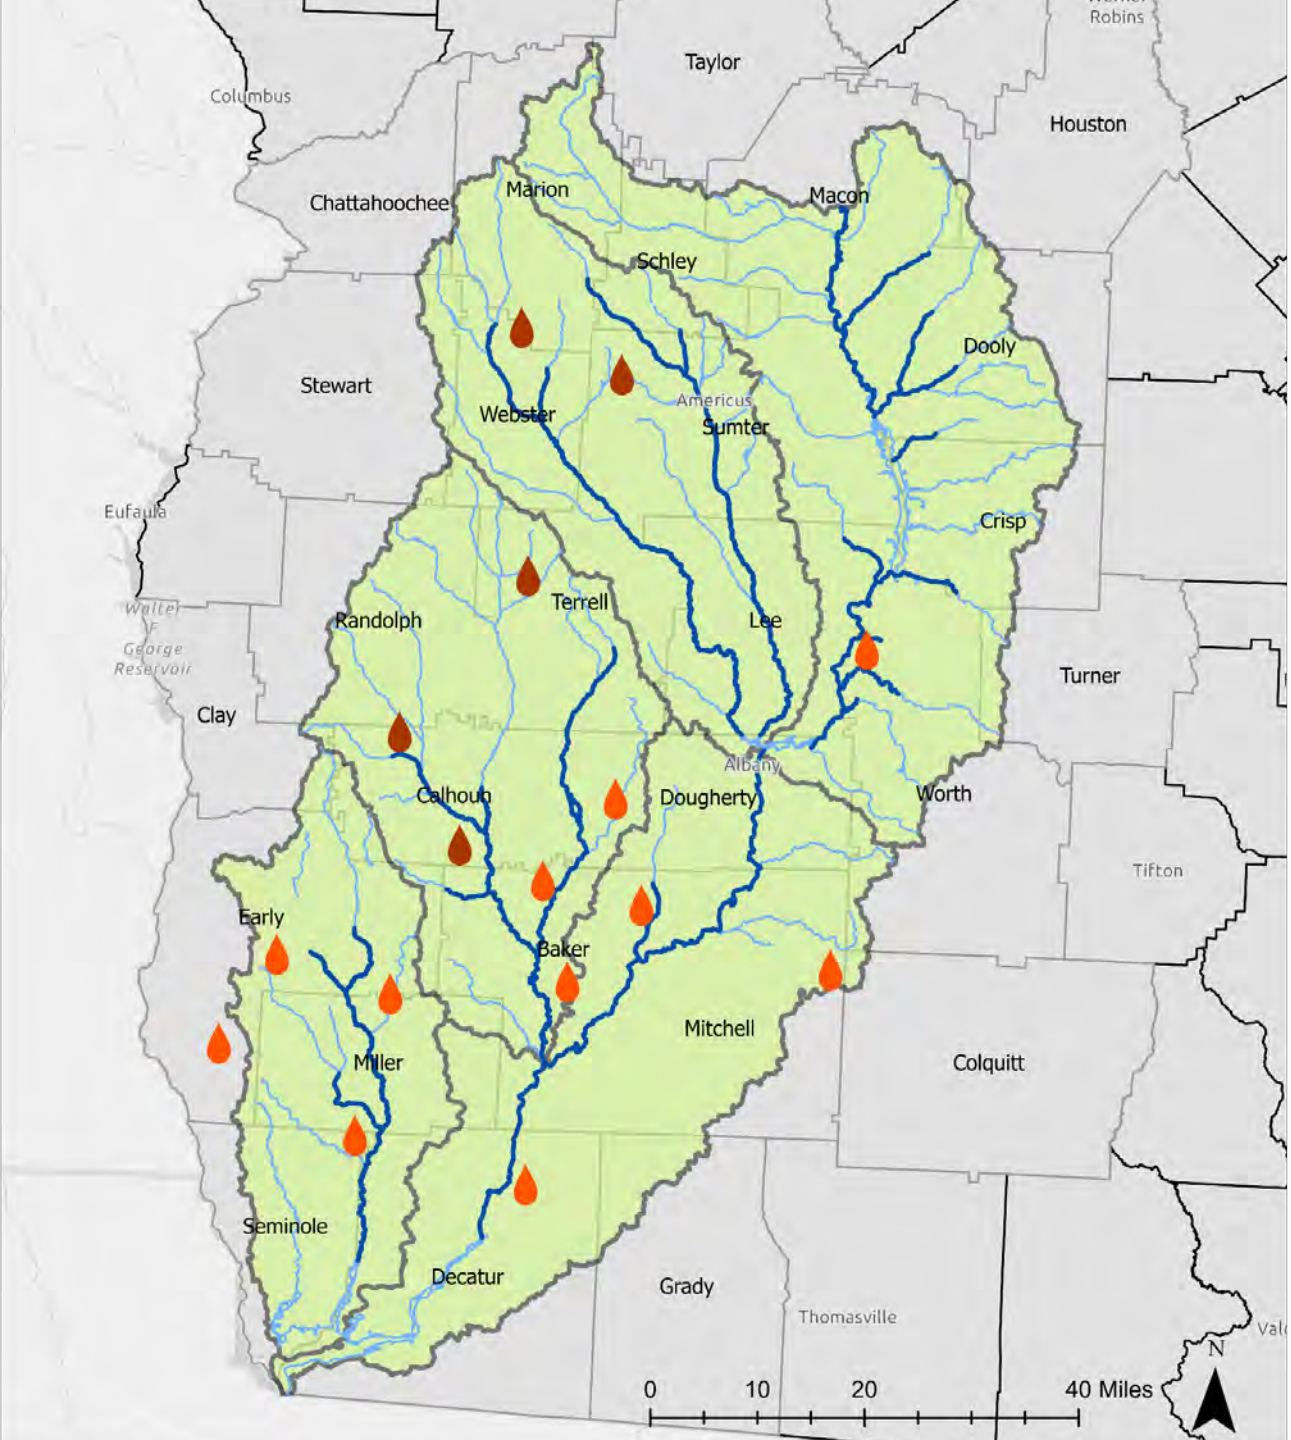 Robins
Taylor
Columbus
Houston
Marion
Macon
Chattahoochee
Schley
Dooly
Stewart
Americus
Webster
Sumter
Eufaula
Crisp
Terrell
Walter
F
George
Reservoir
Randolph
Lee
Turner
Clay
Albany
Calhoun
Dougherty
Worth
Tifton
Early
Baker
Mitchell
Miller
Colquitt
Seminole
Decatur
Grady
Thomasville
N
0 10 20 40 Miles